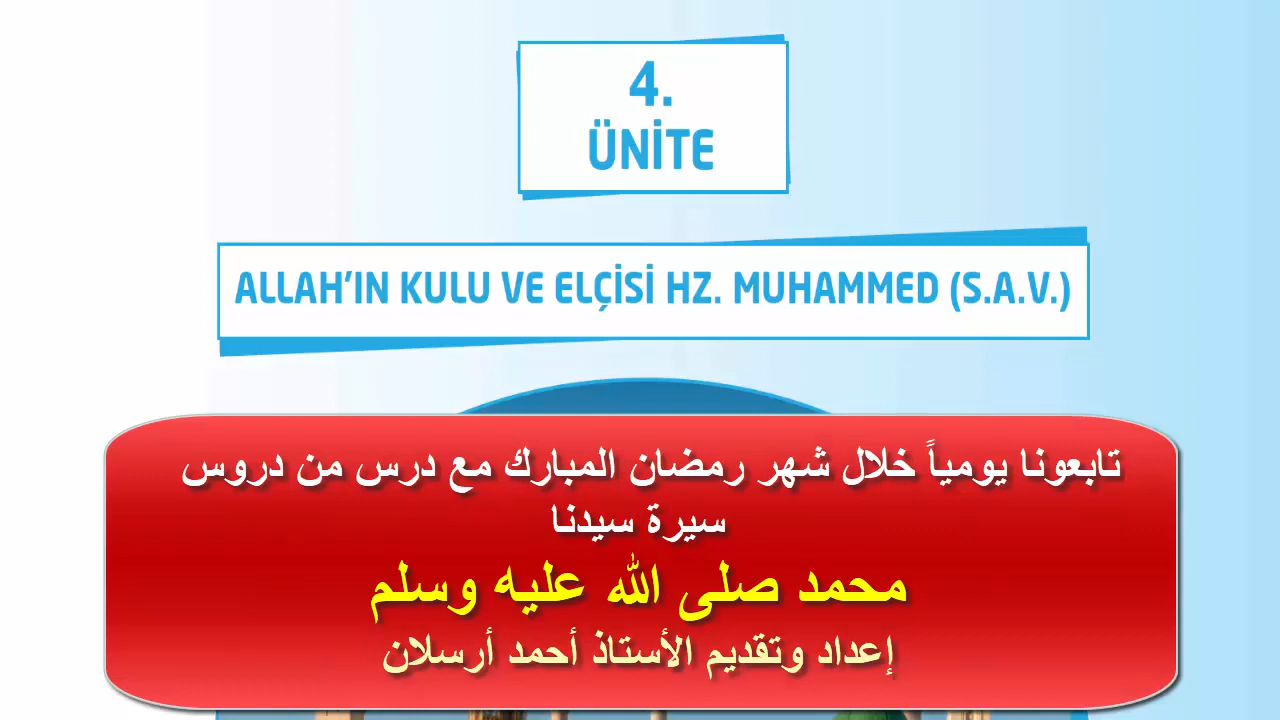 4.
ÜNİTE
ALLAH’IN KULU VE ELÇİSİ HZ. MUHAMMED (S.A.V.)
تابعونا يومياً خلال شهر رمضان المبارك مع درس من دروس
سيرة سيدنا
محمد صلى الله عليه وسلم
إعداد وتقديم الأستاذ أحمد أرسلان